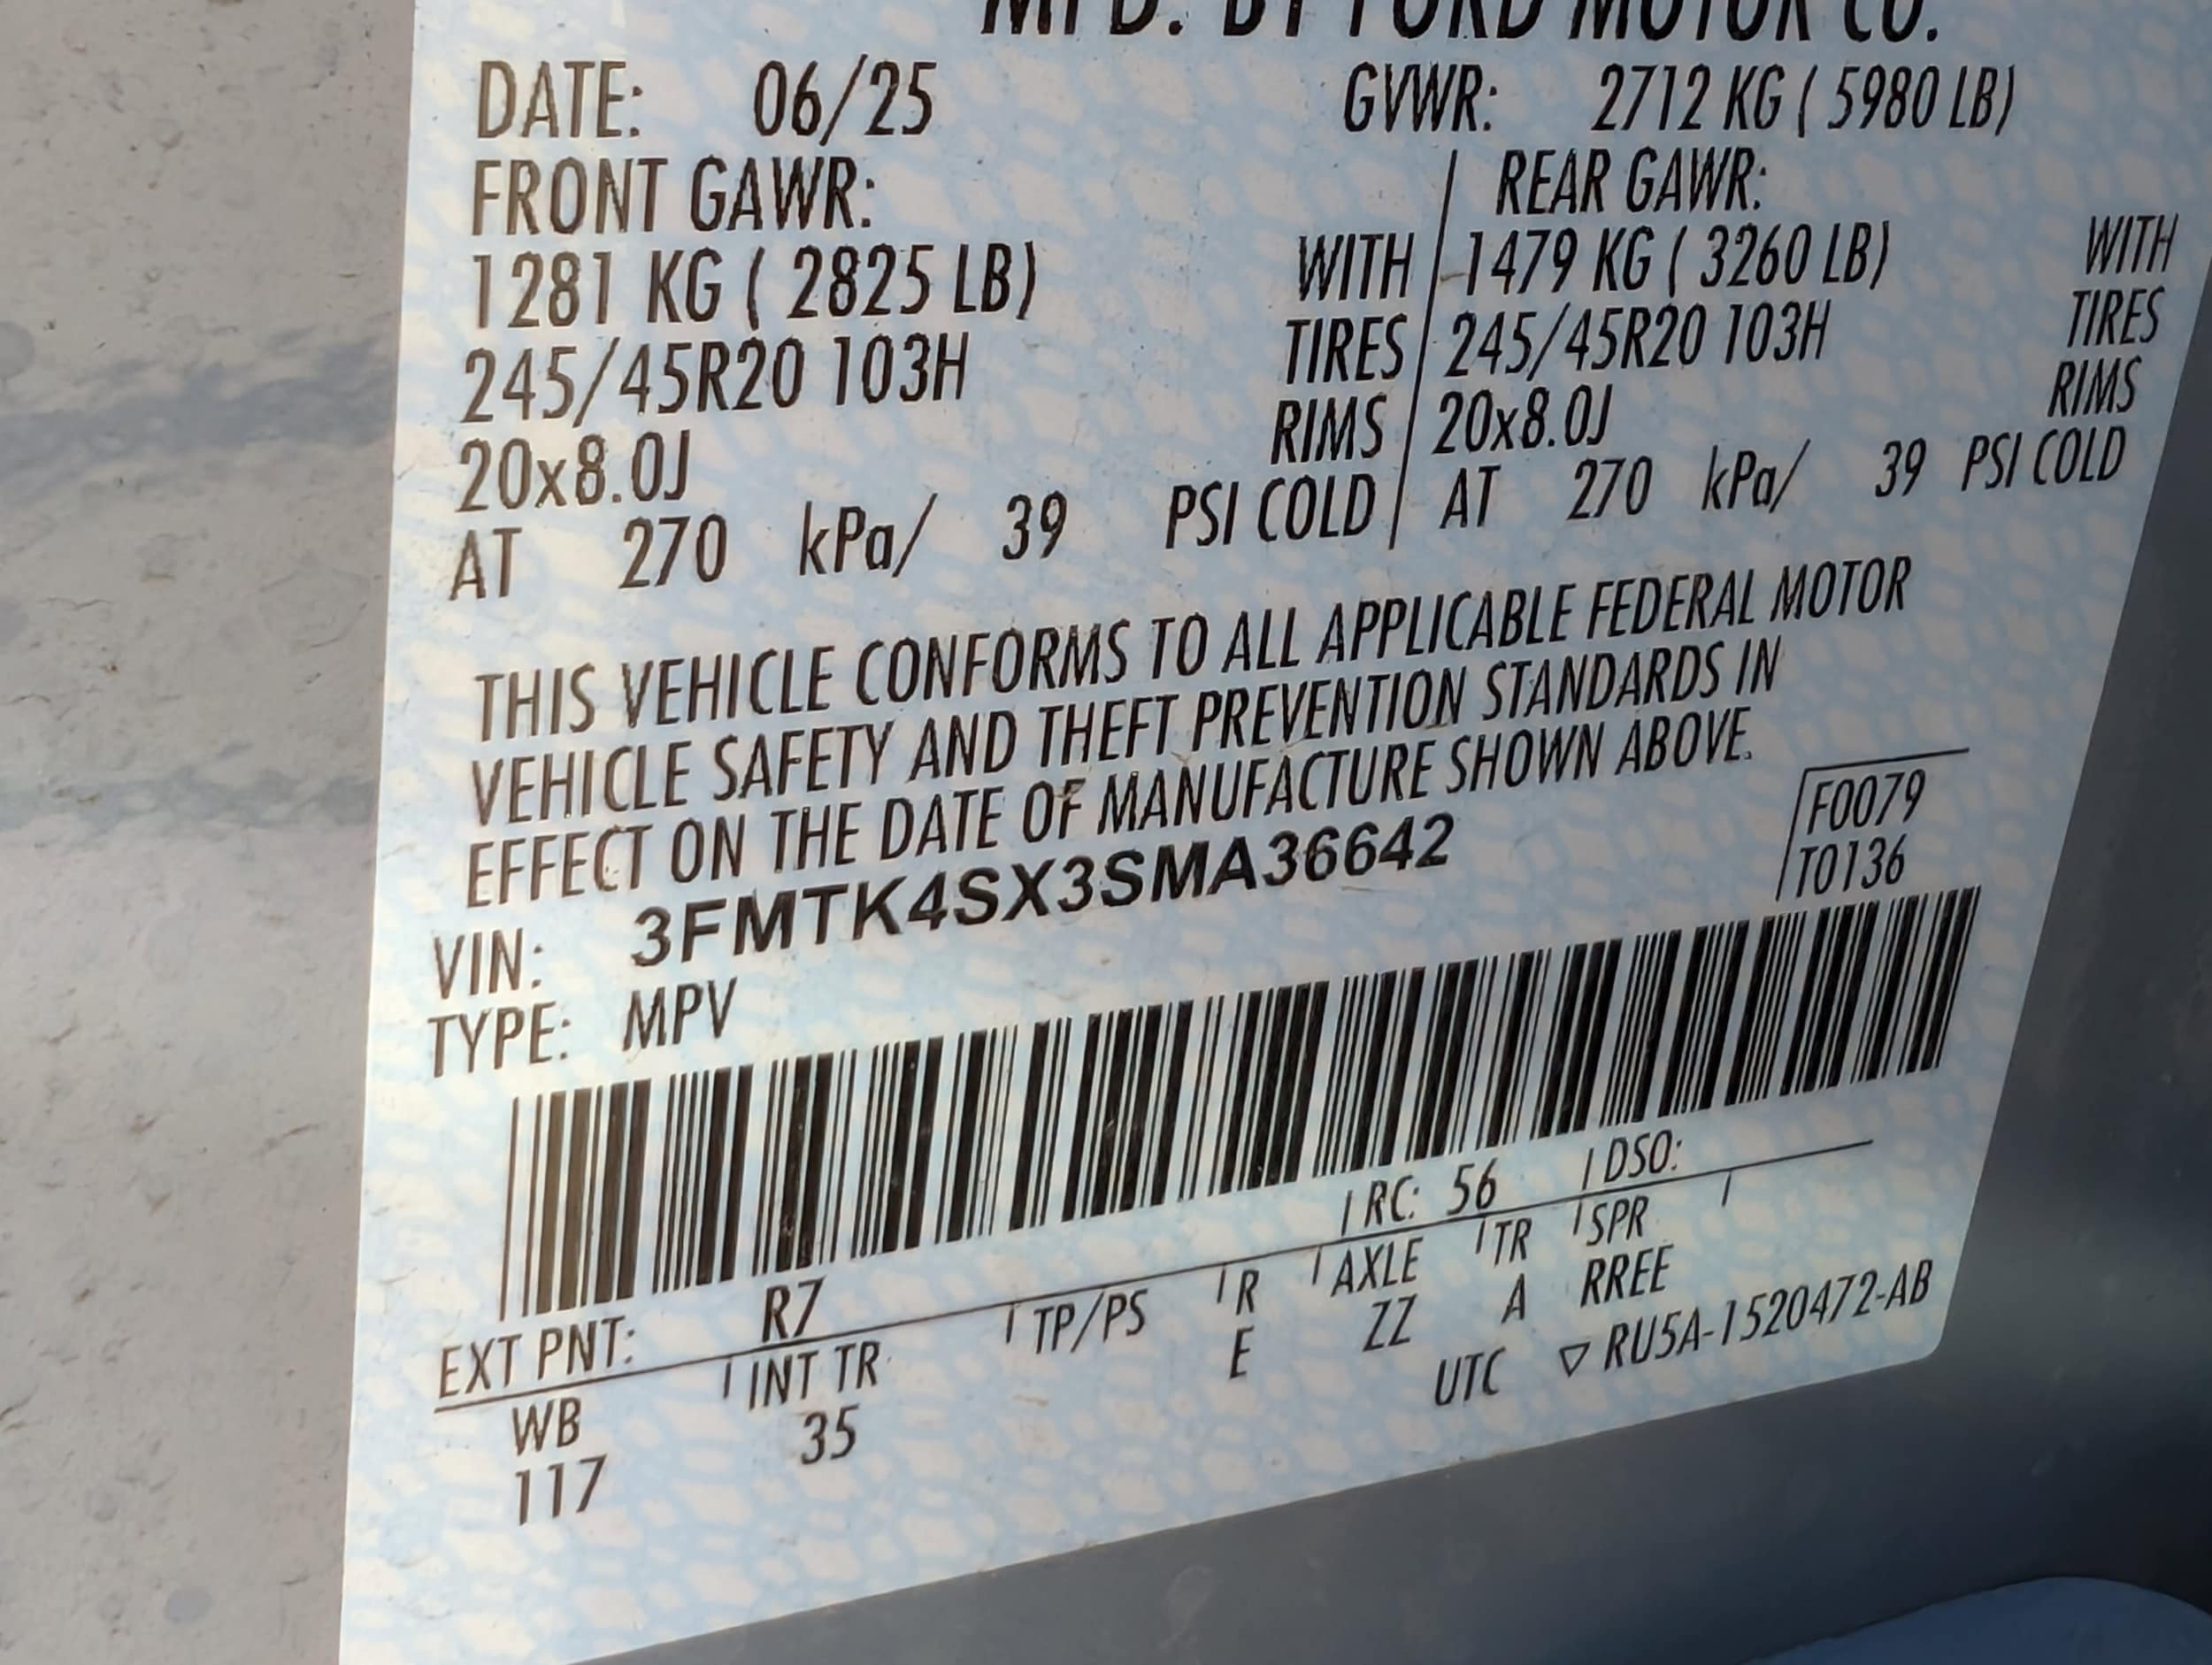 MFD. BY FORD MOTOR CO.
DATE: 06/25 GVWR: 2712 KG ( 5980 LB)
FRONT GAWR: REAR GAWR:
1281 KG ( 2825 LB) WITH 1479 KG ( 3260 LB) WITH
245/45R20 103H TIRES 245/45R20 103H TIRES
20x8.0J RIMS 20x8.0J RIMS
AT 270 kPa/ 39 PSI COLD AT 270 kPa/ 39 PSI COLD
THIS VEHICLE CONFORMS TO ALL APPLICABLE FEDERAL MOTOR
VEHICLE SAFETY AND THEFT PREVENTION STANDARDS IN
EFFECT ON THE DATE OF MANUFACTURE SHOWN ABOVE.
VIN: 3FMTK4SX3SMA36642
F0079
T0136
TYPE: MPV
EXT PNT: R7 RC: 56 DSO:
WB INT TR TP/PS R AXLE TR SPR
117 35 E ZZ A RREE
UTC ▽ RU5A-1520472-AB